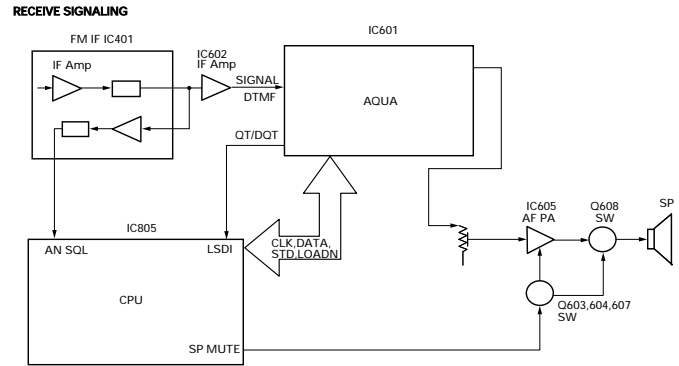 RECEIVE SIGNALING
FM IF IC401
IF Amp
IC602
IF Amp
SIGNAL
DTMF
IC601
AQUA
QT/DQT
IC805
AN SQL
LSDI
CLK,DATA,
STD,LOADN
CPU
SP MUTE
IC605
AF PA
Q608
SW
SP
Q603,604,607
SW